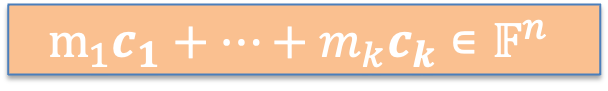 m₁𝒄₁ + ⋯ + 𝑚ₖ𝒄ₖ ∈ 𝔽ⁿ